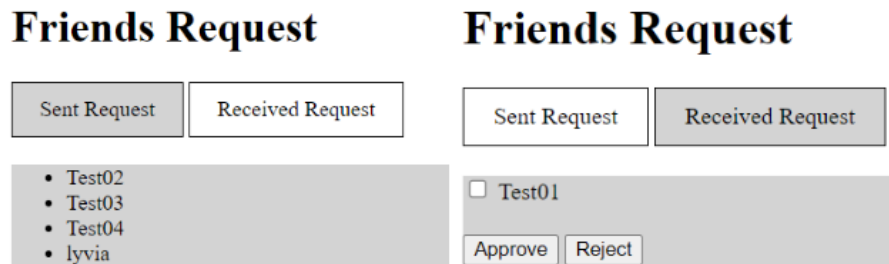 Friends Request
Sent Request
Received Request
Test02
Test03
Test04
lyvia
Friends Request
Sent Request
Received Request
Test01
Approve
Reject